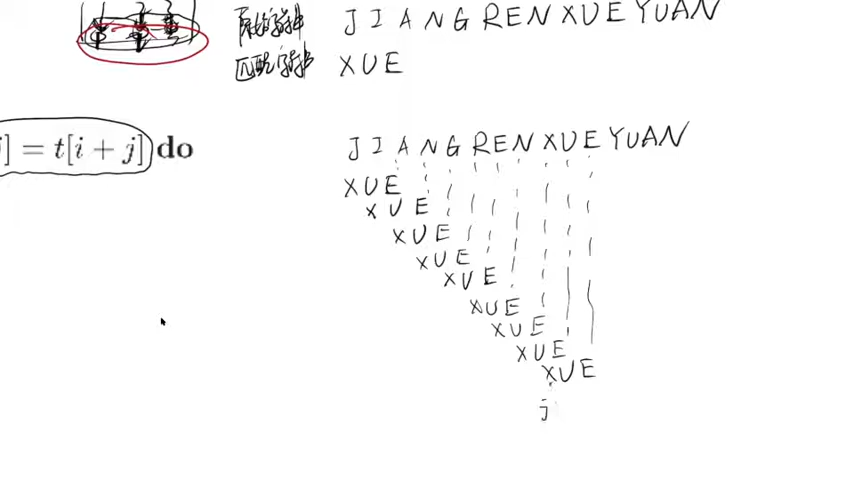 原始字符串 JIANGRENXUEYUAN
匹配字符串 XUE
] = t[i + j] do
JIANGRENXUEYUAN
XUE
XUE
XUE
XUE
XUE
XUE
XUE
XUE
XUE
j